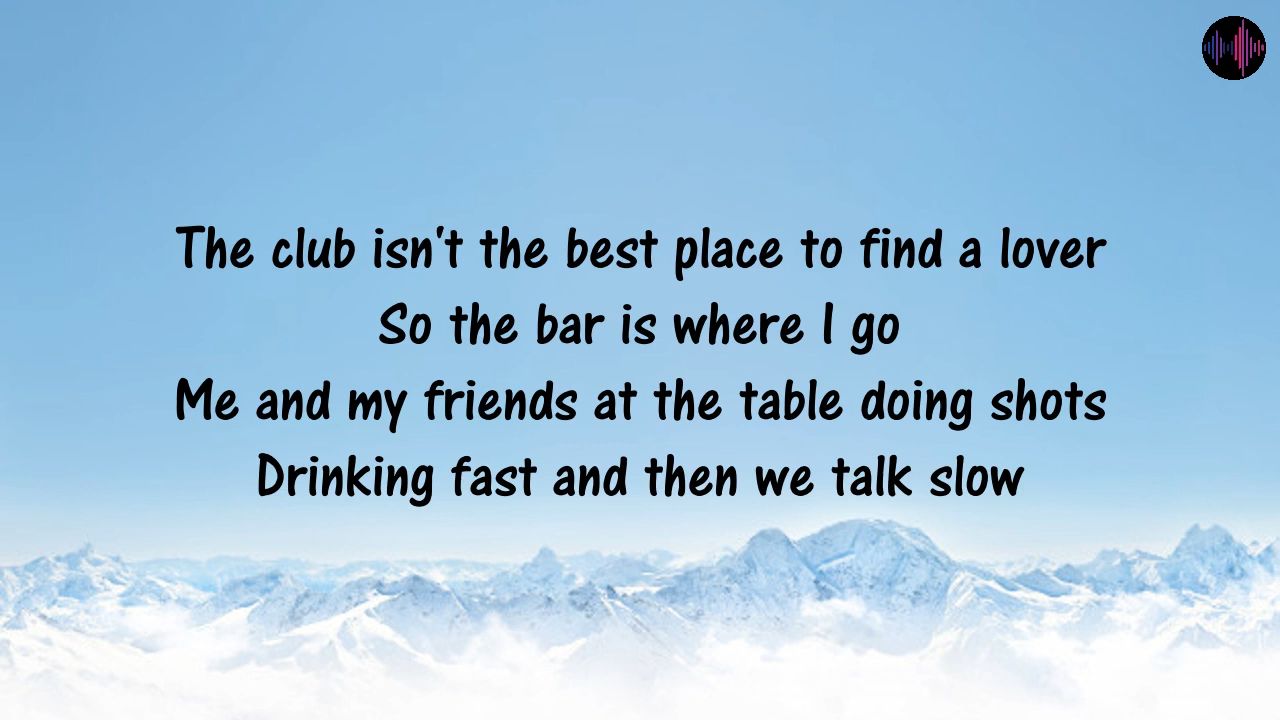 The club isn't the best place to find a lover
So the bar is where I go
Me and my friends at the table doing shots
Drinking fast and then we talk slow